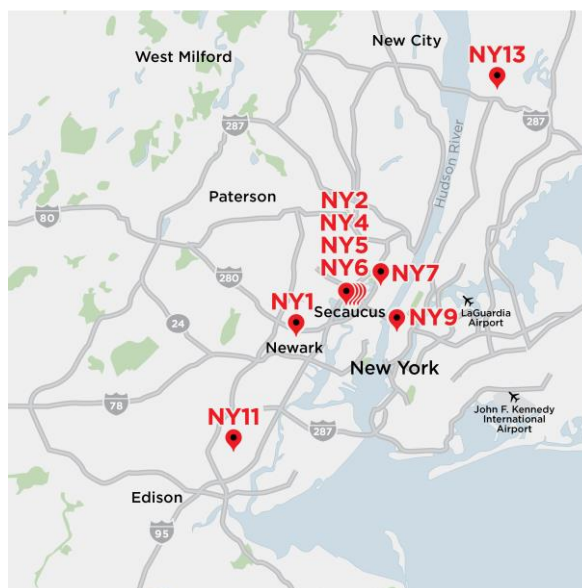 New City
West Milford
NY13
287
287
Hudson River
Paterson
NY2
NY4
NY5
NY6
80
NY7
280
NY1
Secaucus
NY9
LaGuardia
Airport
24
Newark
New York
78
NY11
John F. Kennedy
International
Airport
287
Edison
95